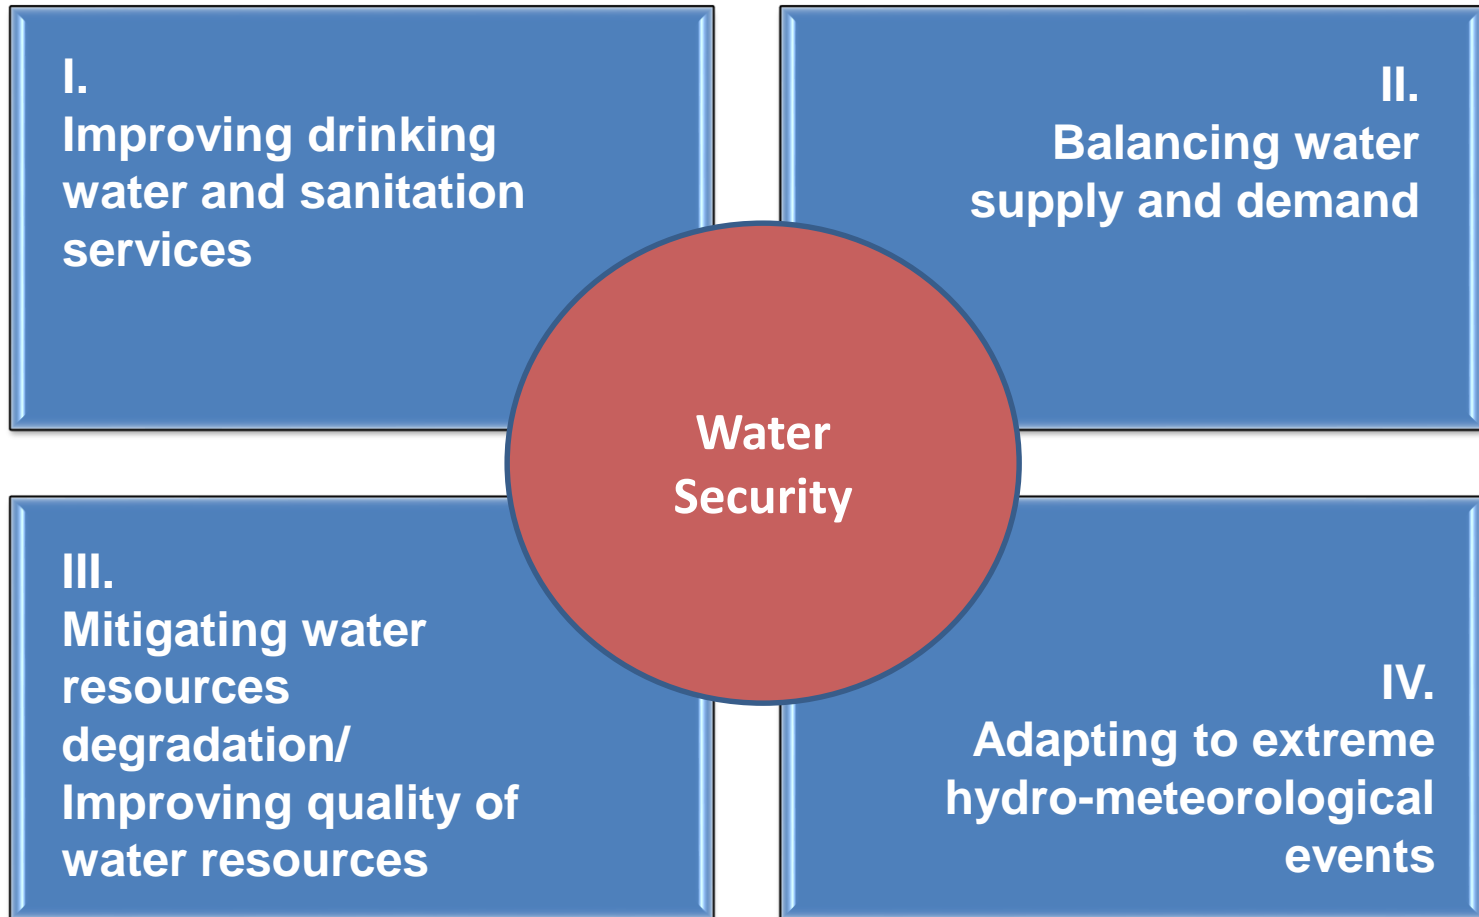 I.
Improving drinking
water and sanitation
services
II.
Balancing water
supply and demand
Water
Security
III.
Mitigating water
resources
degradation/
Improving quality of
water resources
IV.
Adapting to extreme
hydro-meteorological
events